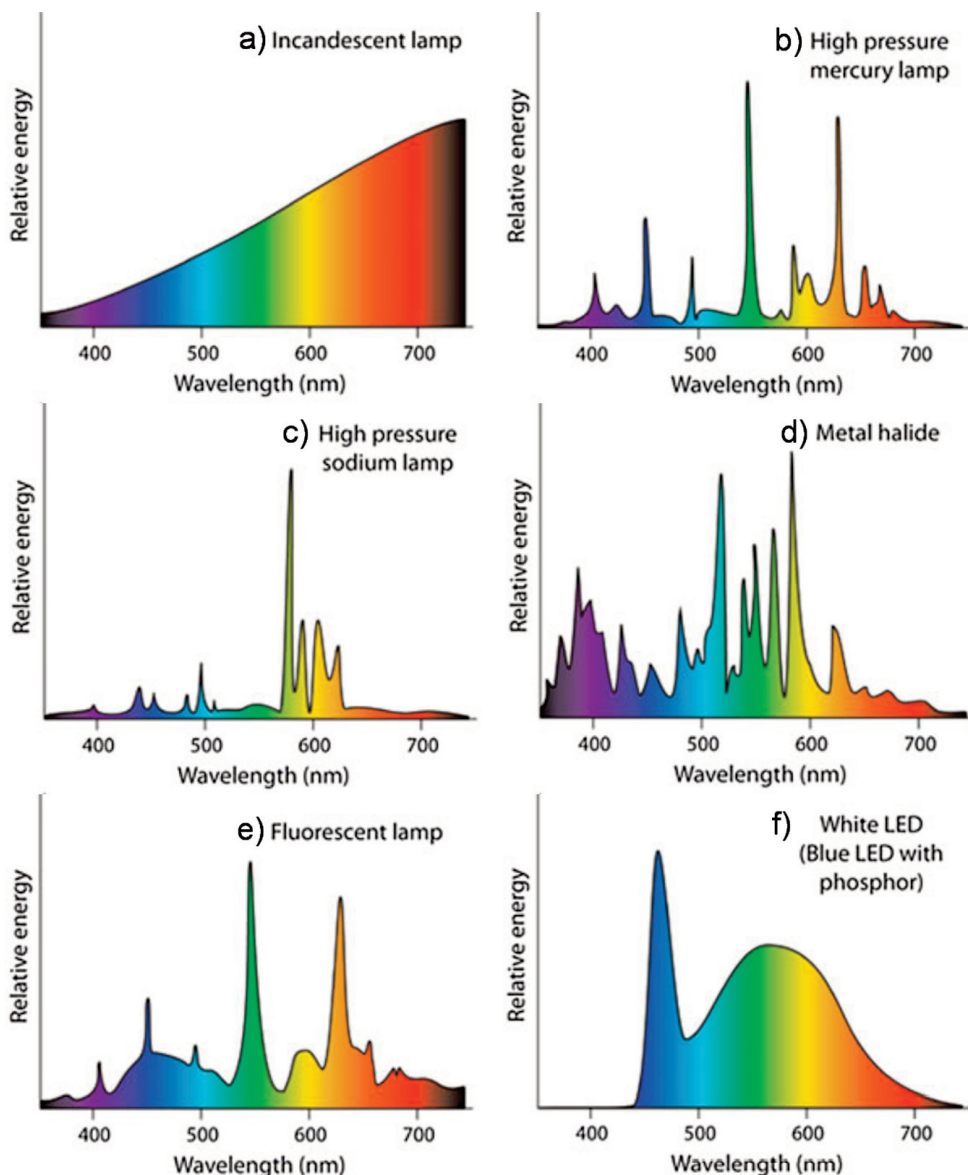 a) Incandescent lamp
Relative energy
400 500 600 700
Wavelength (nm)
b) High pressure
mercury lamp
Relative energy
400 500 600 700
Wavelength (nm)
c) High pressure
sodium lamp
Relative energy
400 500 600 700
Wavelength (nm)
d) Metal halide
Relative energy
400 500 600 700
Wavelength (nm)
e) Fluorescent lamp
Relative energy
400 500 600 700
Wavelength (nm)
f) White LED
(Blue LED with
phosphor)
Relative energy
400 500 600 700
Wavelength (nm)